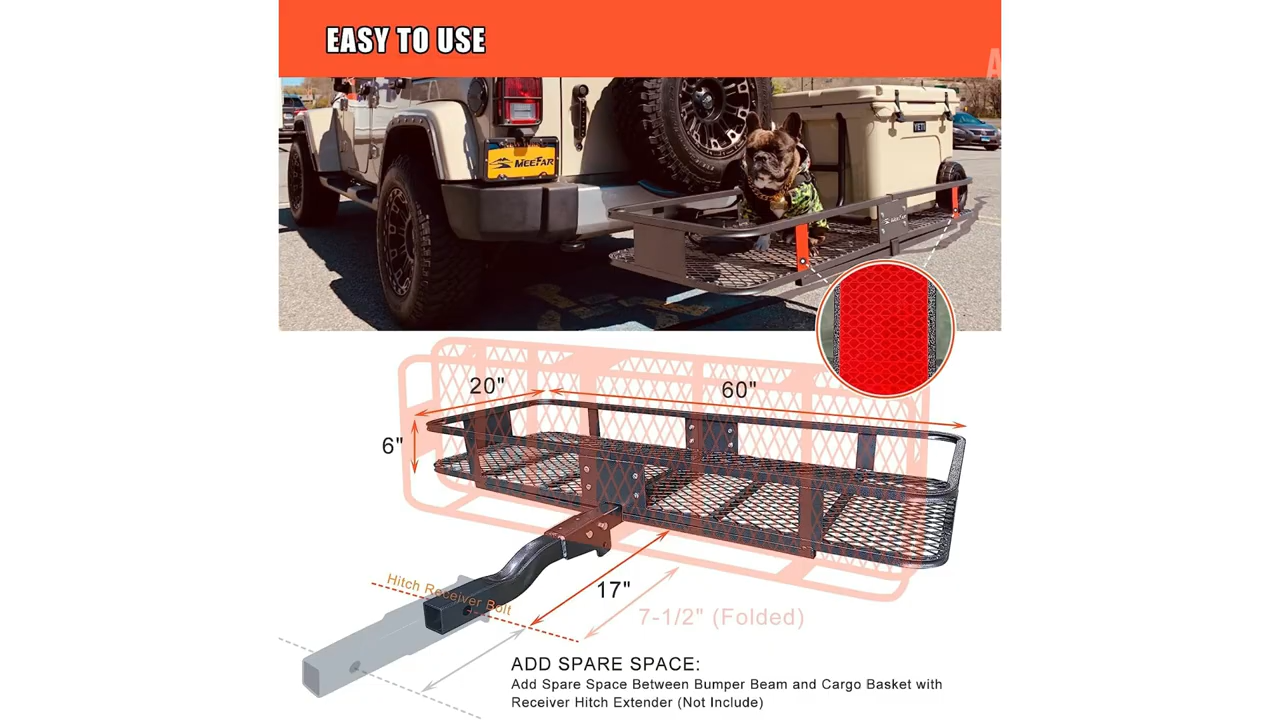 EASY TO USE
A
MEEFAR
YETI
MEEFAR
20"
60"
6"
17"
Hitch Receiver Bolt
7-1/2" (Folded)
ADD SPARE SPACE:
Add Spare Space Between Bumper Beam and Cargo Basket with
Receiver Hitch Extender (Not Include)